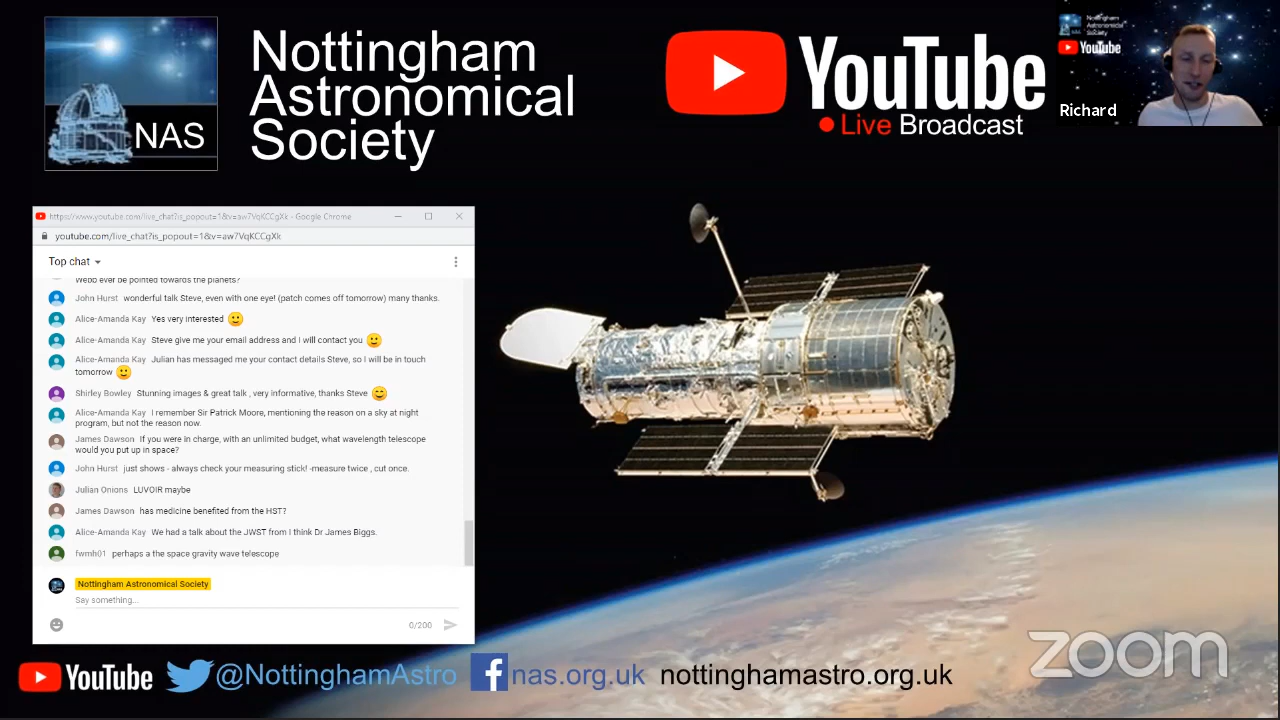 NAS
Nottingham
Astronomical
Society
YouTube
Live Broadcast
Nottingham
Astronomical
Society
YouTube
Richard
https://www.youtube.com/live_chat?is_popout=1&v=aw7VqKCCgXk - Google Chrome
youtube.com/live_chat?is_popout=1&v=aw7VqKCCgXk
Top chat
Webb ever be pointed towards the planets?
John Hurst wonderful talk Steve, even with one eye! (patch comes off tomorrow) many thanks.
Alice-Amanda Kay Yes very interested
Alice-Amanda Kay Steve give me your email address and I will contact you
Alice-Amanda Kay Julian has messaged me your contact details Steve, so I will be in touch
tomorrow
Shirley Bowley Stunning images & great talk , very informative, thanks Steve
Alice-Amanda Kay I remember Sir Patrick Moore, mentioning the reason on a sky at night
program, but not the reason now.
James Dawson If you were in charge, with an unlimited budget, what wavelength telescope
would you put up in space?
John Hurst just shows - always check your measuring stick! -measure twice , cut once.
Julian Onions LUVOIR maybe
James Dawson has medicine benefited from the HST?
Alice-Amanda Kay We had a talk about the JWST from I think Dr James Biggs.
fwmh01 perhaps a the space gravity wave telescope
Nottingham Astronomical Society
Say something...
0/200
YouTube @NottinghamAstro nas.org.uk nottinghamastro.org.uk
zoom